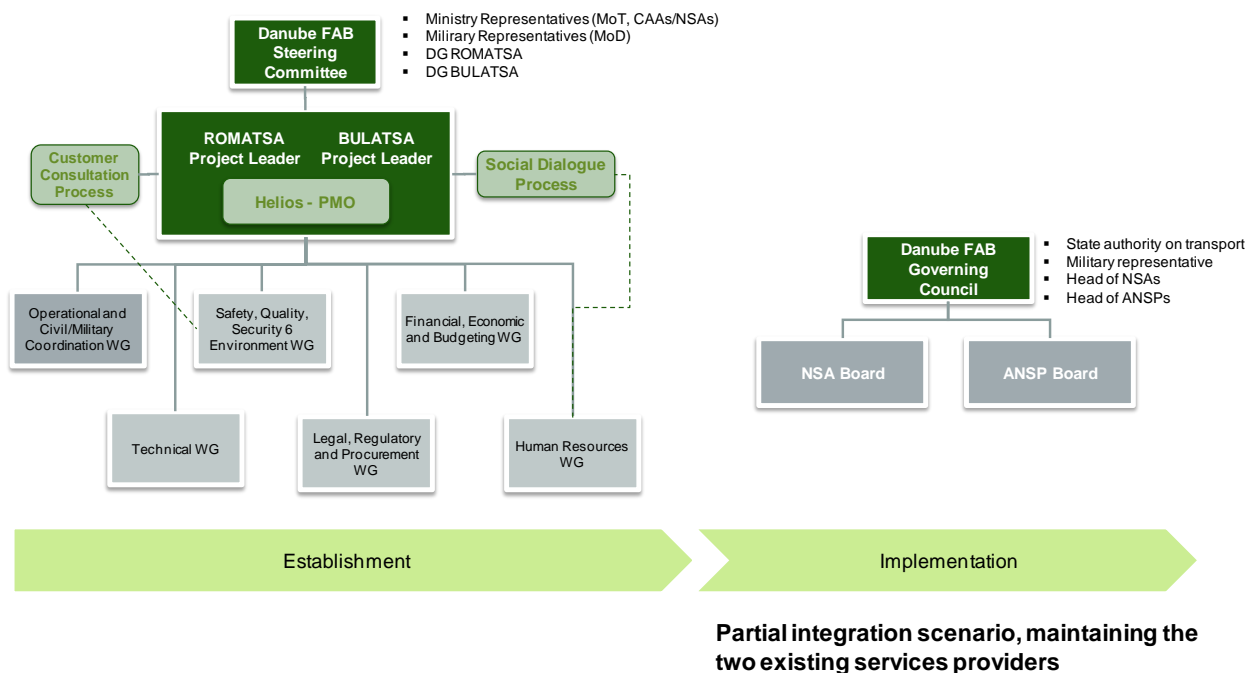 Danube FAB
Steering
Committee
▪ Ministry Representatives (MoT, CAAs/NSAs)
▪ Milirary Representatives (MoD)
▪ DG ROMATSA
▪ DG BULATSA
ROMATSA
Project Leader
BULATSA
Project Leader
Helios - PMO
Customer
Consultation
Process
Social Dialogue
Process
Operational and
Civil/Military
Coordination WG
Safety, Quality,
Security 6
Environment WG
Financial, Economic
and Budgeting WG
Technical WG
Legal, Regulatory
and Procurement
WG
Human Resources
WG
Danube FAB
Governing
Council
▪ State authority on transport
▪ Military representative
▪ Head of NSAs
▪ Head of ANSPs
NSA Board
ANSP Board
Establishment
Implementation
Partial integration scenario, maintaining the
two existing services providers